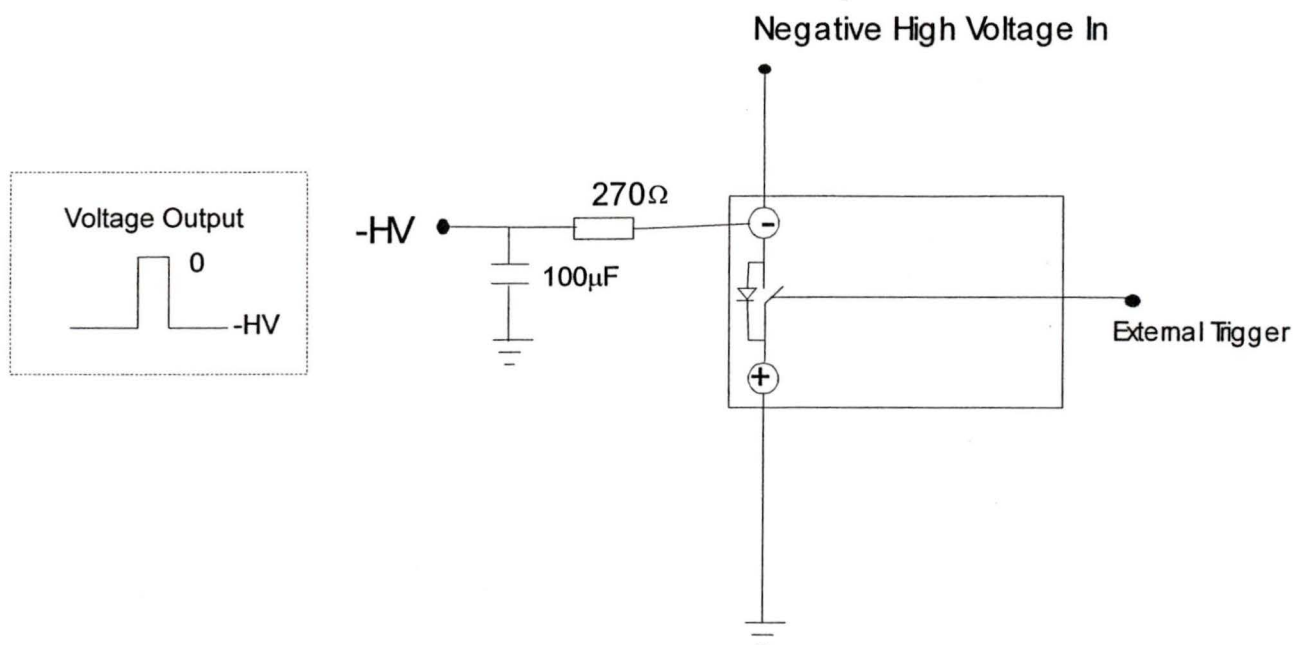 Negative High Voltage In
Voltage Output
0
-HV
-HV
270Ω
100μF
-
+
External Trigger